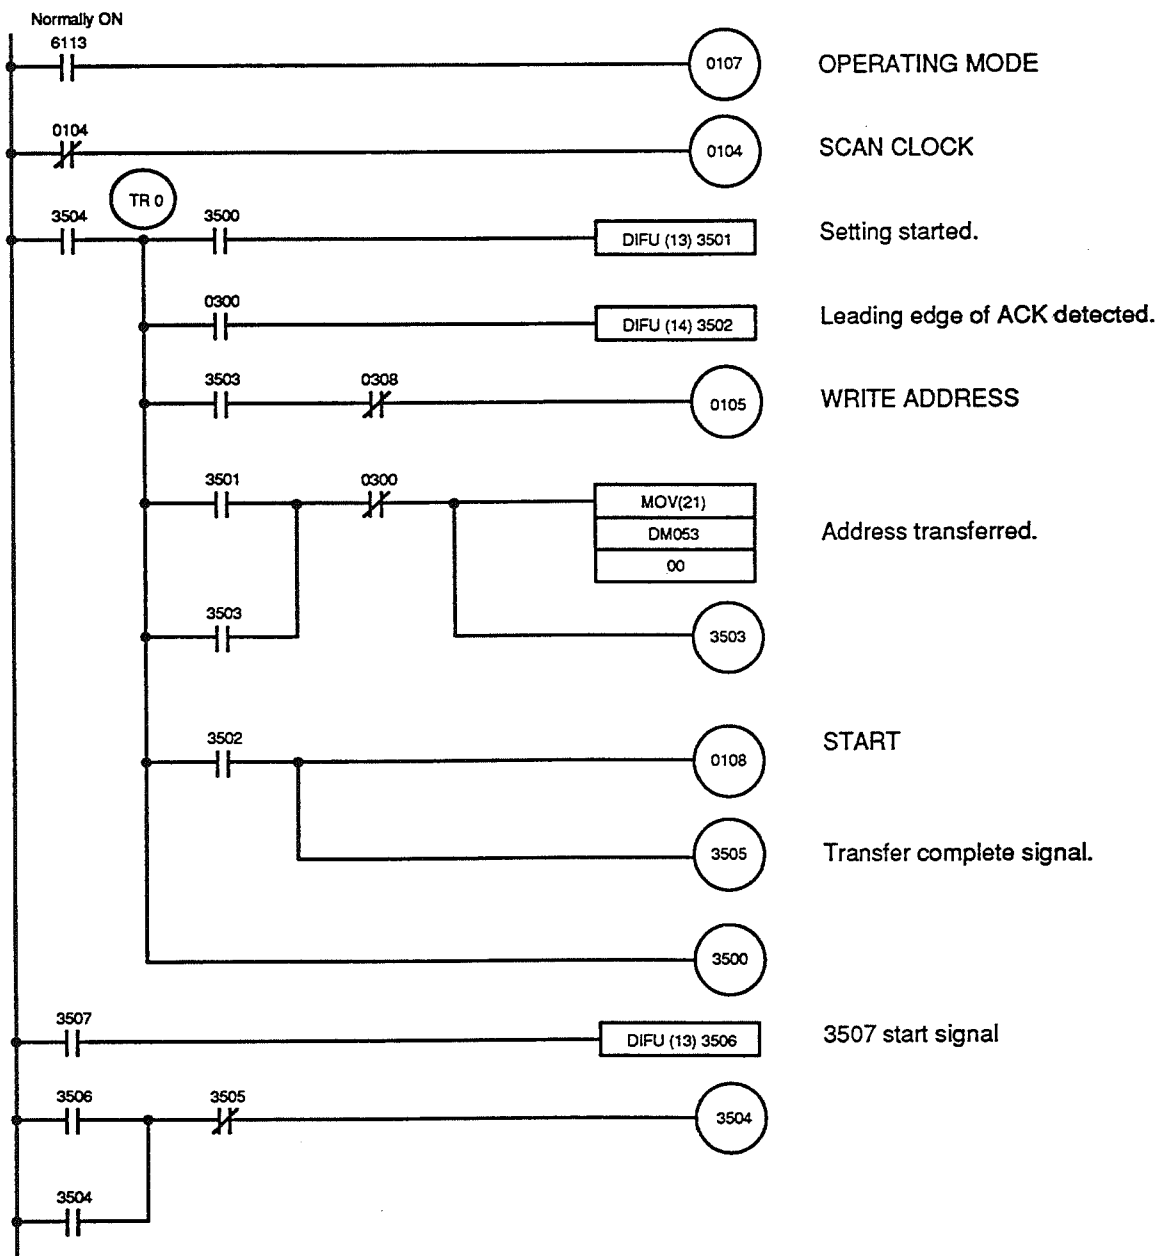 Normally ON
6113
0107
OPERATING MODE
0104
0104
SCAN CLOCK
TR 0
3504
3500
DIFU (13) 3501
Setting started.
0300
DIFU (14) 3502
Leading edge of ACK detected.
3503
0308
0105
WRITE ADDRESS
3501
0300
MOV(21)
DM053
00
Address transferred.
3503
3503
3502
0108
START
3505
Transfer complete signal.
3500
3507
DIFU (13) 3506
3507 start signal
3506
3505
3504
3504